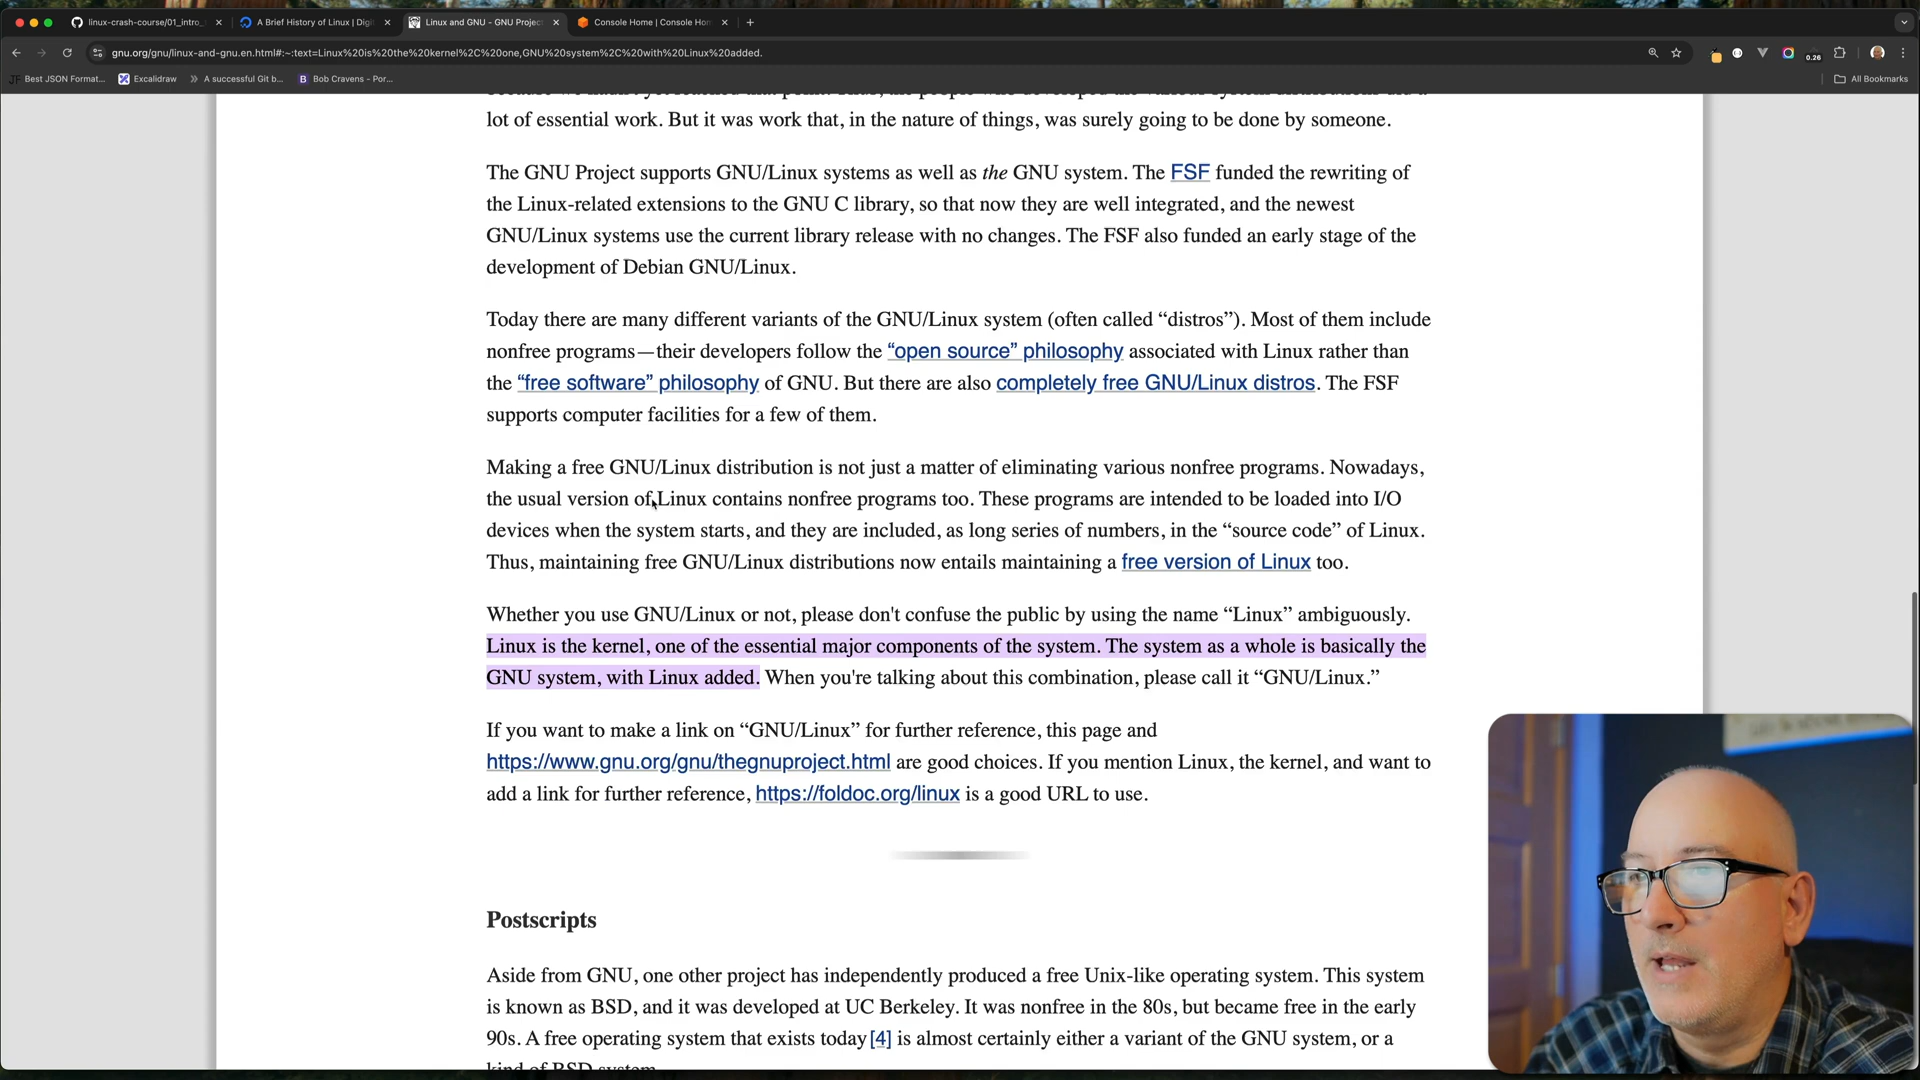 linux-crash-course/01_intro_
A Brief History of Linux | Digit
Linux and GNU - GNU Project
Console Home | Console Hom
gnu.org/gnu/linux-and-gnu.en.html#:~:text=Linux%20is%20the%20kernel%2C%20one,GNU%20system%2C%20with%20Linux%20added.
0.26
JF Best JSON Format...
Excalidraw
A successful Git b...
B Bob Cravens - Por...
All Bookmarks
lot of essential work. But it was work that, in the nature of things, was surely going to be done by someone.
The GNU Project supports GNU/Linux systems as well as the GNU system. The FSF funded the rewriting of
the Linux-related extensions to the GNU C library, so that now they are well integrated, and the newest
GNU/Linux systems use the current library release with no changes. The FSF also funded an early stage of the
development of Debian GNU/Linux.
Today there are many different variants of the GNU/Linux system (often called “distros”). Most of them include
nonfree programs—their developers follow the “open source” philosophy associated with Linux rather than
the “free software” philosophy of GNU. But there are also completely free GNU/Linux distros. The FSF
supports computer facilities for a few of them.
Making a free GNU/Linux distribution is not just a matter of eliminating various nonfree programs. Nowadays,
the usual version of Linux contains nonfree programs too. These programs are intended to be loaded into I/O
devices when the system starts, and they are included, as long series of numbers, in the “source code” of Linux.
Thus, maintaining free GNU/Linux distributions now entails maintaining a free version of Linux too.
Whether you use GNU/Linux or not, please don't confuse the public by using the name “Linux” ambiguously.
Linux is the kernel, one of the essential major components of the system. The system as a whole is basically the
GNU system, with Linux added. When you're talking about this combination, please call it “GNU/Linux.”
If you want to make a link on “GNU/Linux” for further reference, this page and
https://www.gnu.org/gnu/thegnuproject.html are good choices. If you mention Linux, the kernel, and want to
add a link for further reference, https://foldoc.org/linux is a good URL to use.
Postscripts
Aside from GNU, one other project has independently produced a free Unix-like operating system. This system
is known as BSD, and it was developed at UC Berkeley. It was nonfree in the 80s, but became free in the early
90s. A free operating system that exists today[4] is almost certainly either a variant of the GNU system, or a
kind of BSD system.